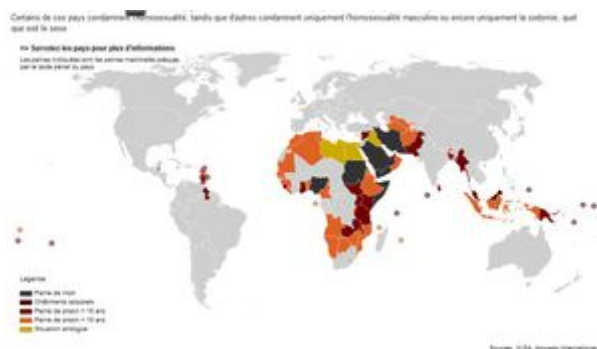 Certains de ces pays condamnent l'homosexualité, tandis que d'autres condamnent uniquement l'homosexualité masculine ou encore uniquement la sodomie, quel
que soit le sexe
>> Survolez les pays pour plus d'informations
Les peines indiquées sont les peines maximales prévues
par le code pénal du pays
Légende
Peine de mort
Châtiments corporels
Peine de prison > 10 ans
Peine de prison < 10 ans
Situation ambigue
Sources : ILGA, Amnesty International